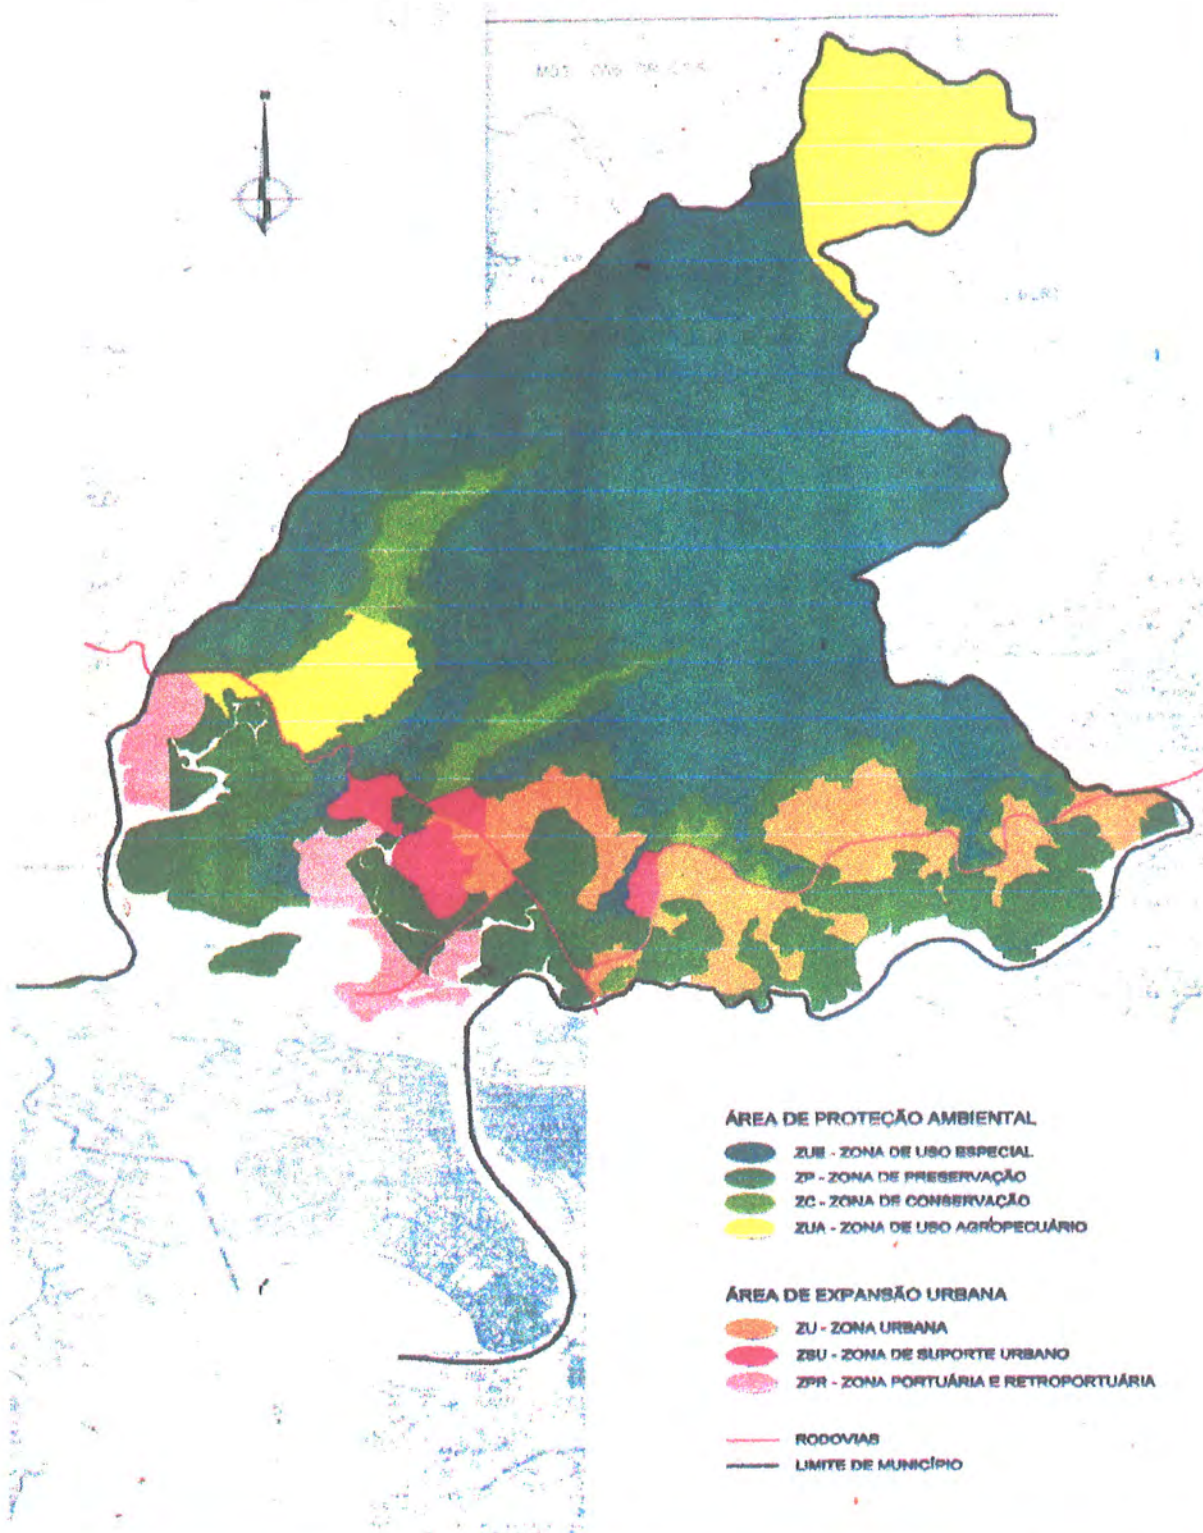 ÁREA DE PROTEÇÃO AMBIENTAL
ZUE - ZONA DE USO ESPECIAL
ZP - ZONA DE PRESERVAÇÃO
ZC - ZONA DE CONSERVAÇÃO
ZUA - ZONA DE USO AGROPECUÁRIO
ÁREA DE EXPANSÃO URBANA
ZU - ZONA URBANA
ZSU - ZONA DE SUPORTE URBANO
ZPR - ZONA PORTUÁRIA E RETROPORTUÁRIA
RODOVIAS
LIMITE DE MUNICÍPIO